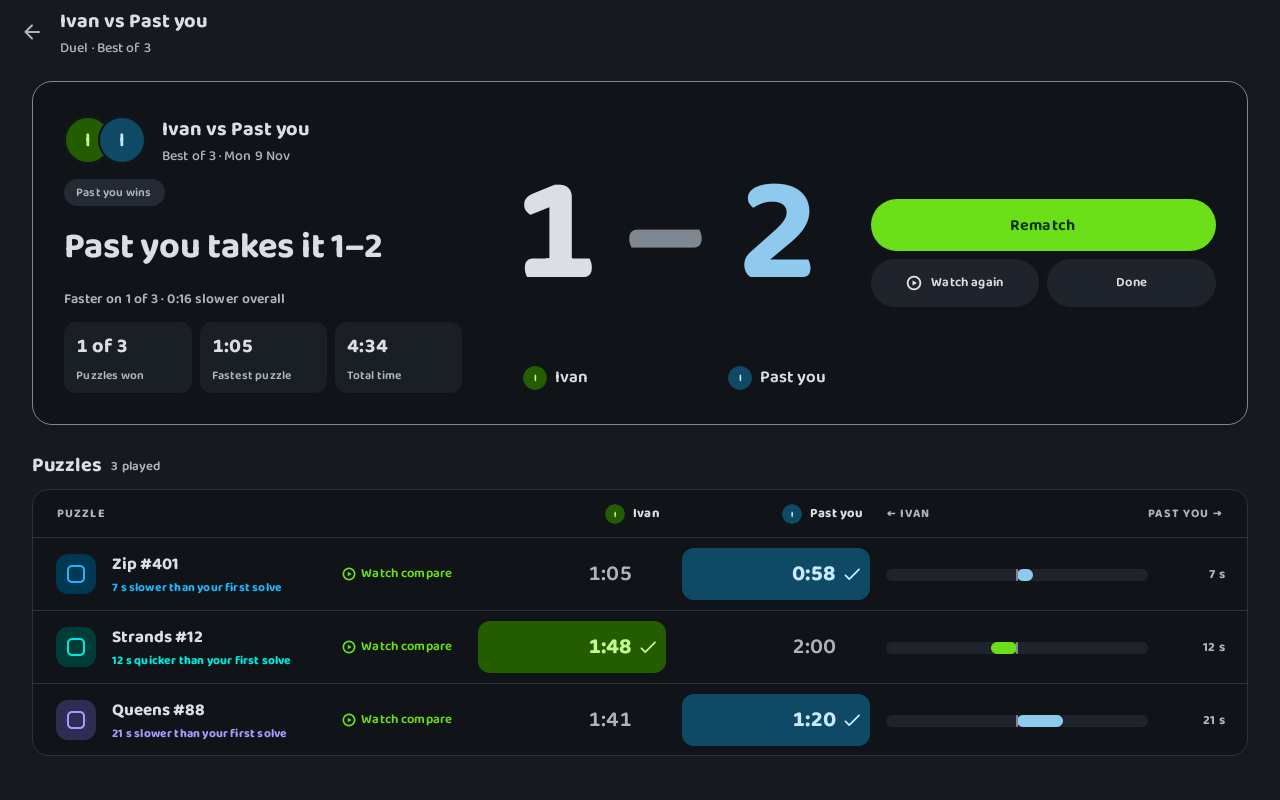 Ivan vs Past you
Duel · Best of 3
I
I
Ivan vs Past you
Best of 3 · Mon 9 Nov
Past you wins
Past you takes it 1–2
Faster on 1 of 3 · 0:16 slower overall
1 of 3
Puzzles won
1:05
Fastest puzzle
4:34
Total time
1 – 2
I Ivan
I Past you
Rematch
Watch again
Done
Puzzles 3 played
PUZZLE
I Ivan
I Past you
← IVAN
PAST YOU →
Zip #401
7 s slower than your first solve
Watch compare
1:05
0:58
7 s
Strands #12
12 s quicker than your first solve
Watch compare
1:48
2:00
12 s
Queens #88
21 s slower than your first solve
Watch compare
1:41
1:20
21 s